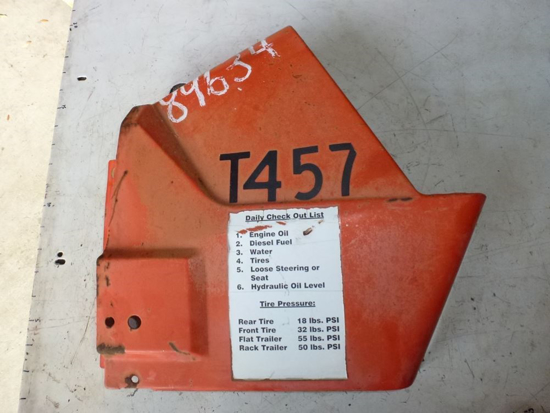 89634
T457
Daily Check Out List
1. Engine Oil
2. Diesel Fuel
3. Water
4. Tires
5. Loose Steering or
Seat
6. Hydraulic Oil Level
Tire Pressure:
Rear Tire 18 lbs. PSI
Front Tire 32 lbs. PSI
Flat Trailer 55 lbs. PSI
Rack Trailer 50 lbs. PSI